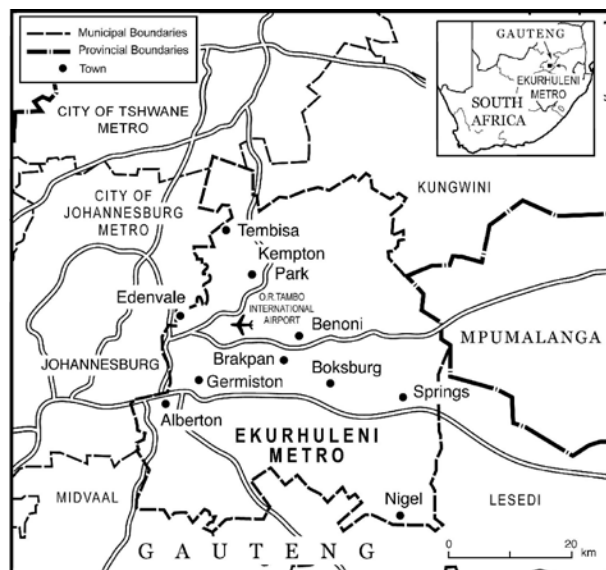 Municipal Boundaries
Provincial Boundaries
Town
GAUTENG
EKURHULENI
METRO
SOUTH
AFRICA
CITY OF TSHWANE
METRO
CITY OF
JOHANNESBURG
METRO
KUNGWINI
Tembisa
Kempton
Park
Edenvale
O.R.TAMBO
INTERNATIONAL
AIRPORT
Benoni
MPUMALANGA
JOHANNESBURG
Brakpan
Boksburg
Germiston
Springs
Alberton
EKURHULENI
METRO
MIDVAAL
Nigel
LESEDI
GAUTENG
0 20
km